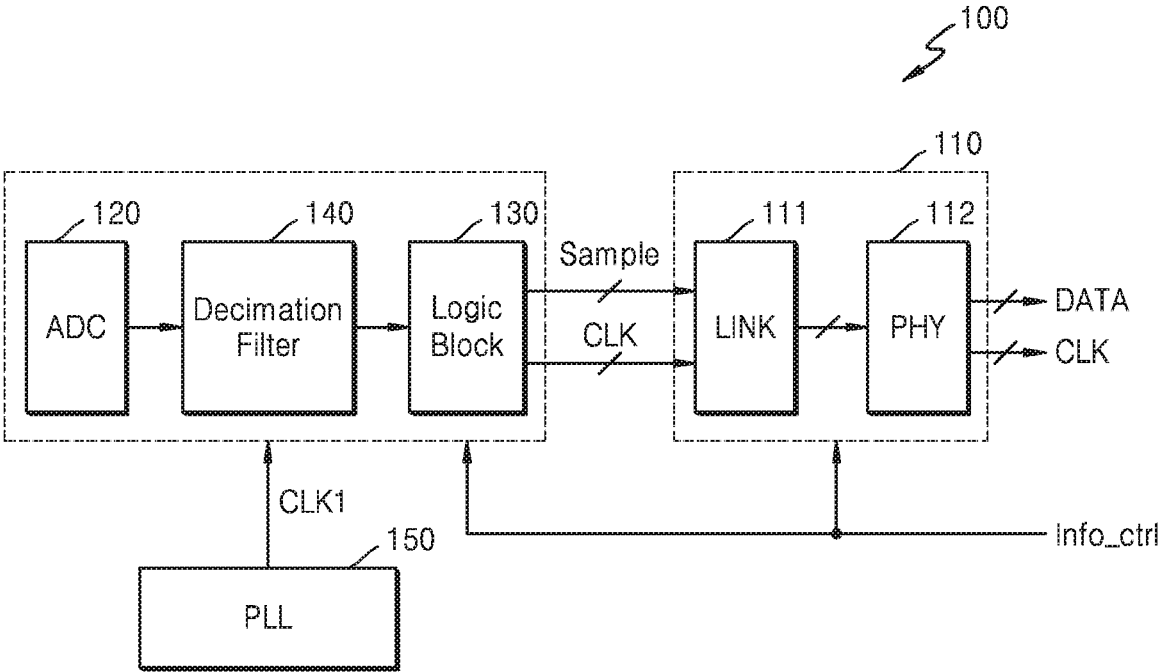 100
110
120
140
130
111
112
Sample
ADC
Decimation
Filter
Logic
Block
CLK
LINK
PHY
DATA
CLK
CLK1
Info_ctrl
150
PLL